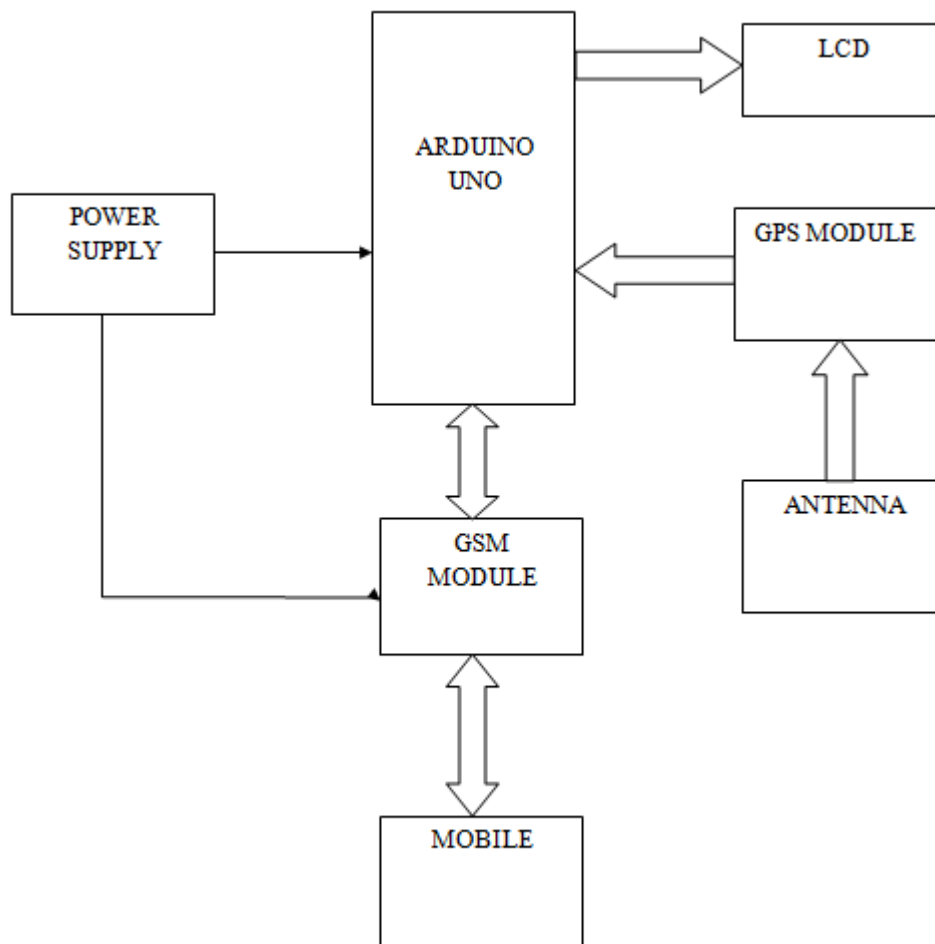 LCD
ARDUINO
UNO
POWER
SUPPLY
GPS MODULE
ANTENNA
GSM
MODULE
MOBILE